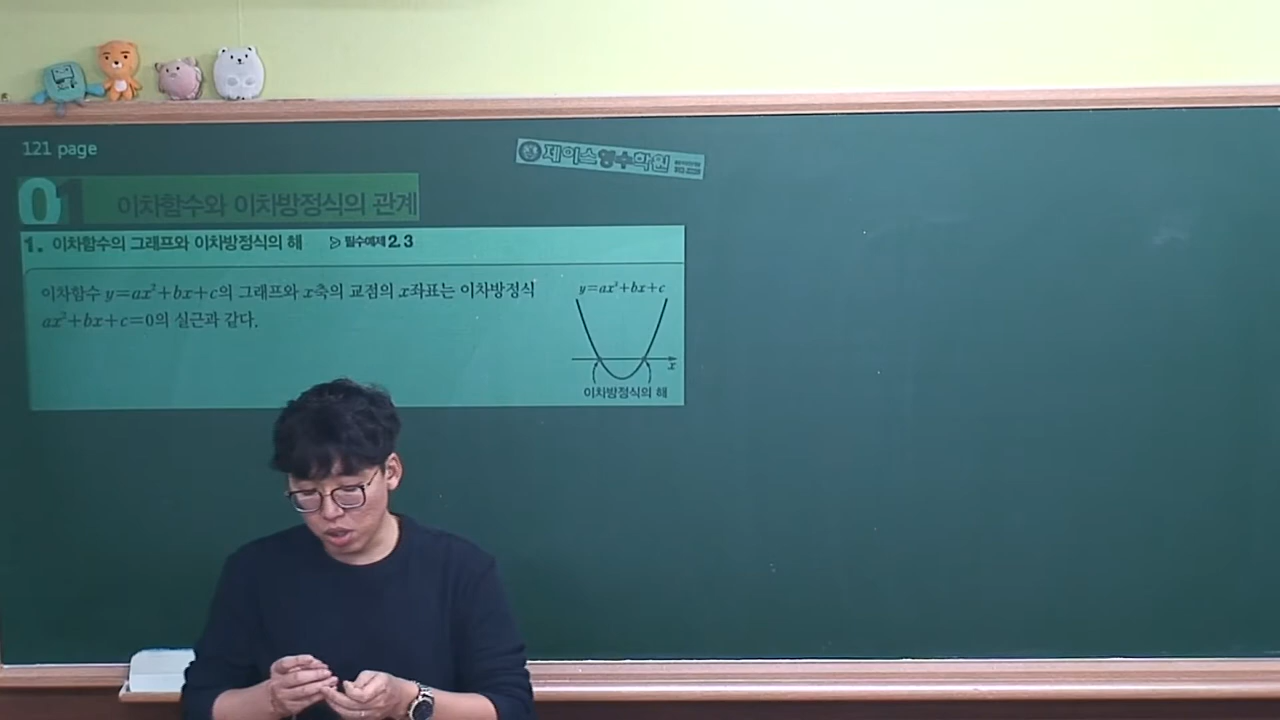 121 page
제이스영수학원
01 이차함수와 이차방정식의 관계
1. 이차함수의 그래프와 이차방정식의 해 ▷ 필수예제 2, 3
이차함수 y=ax²+bx+c의 그래프와 x축의 교점의 x좌표는 이차방정식
ax²+bx+c=0의 실근과 같다.
y=ax²+bx+c
x
이차방정식의 해